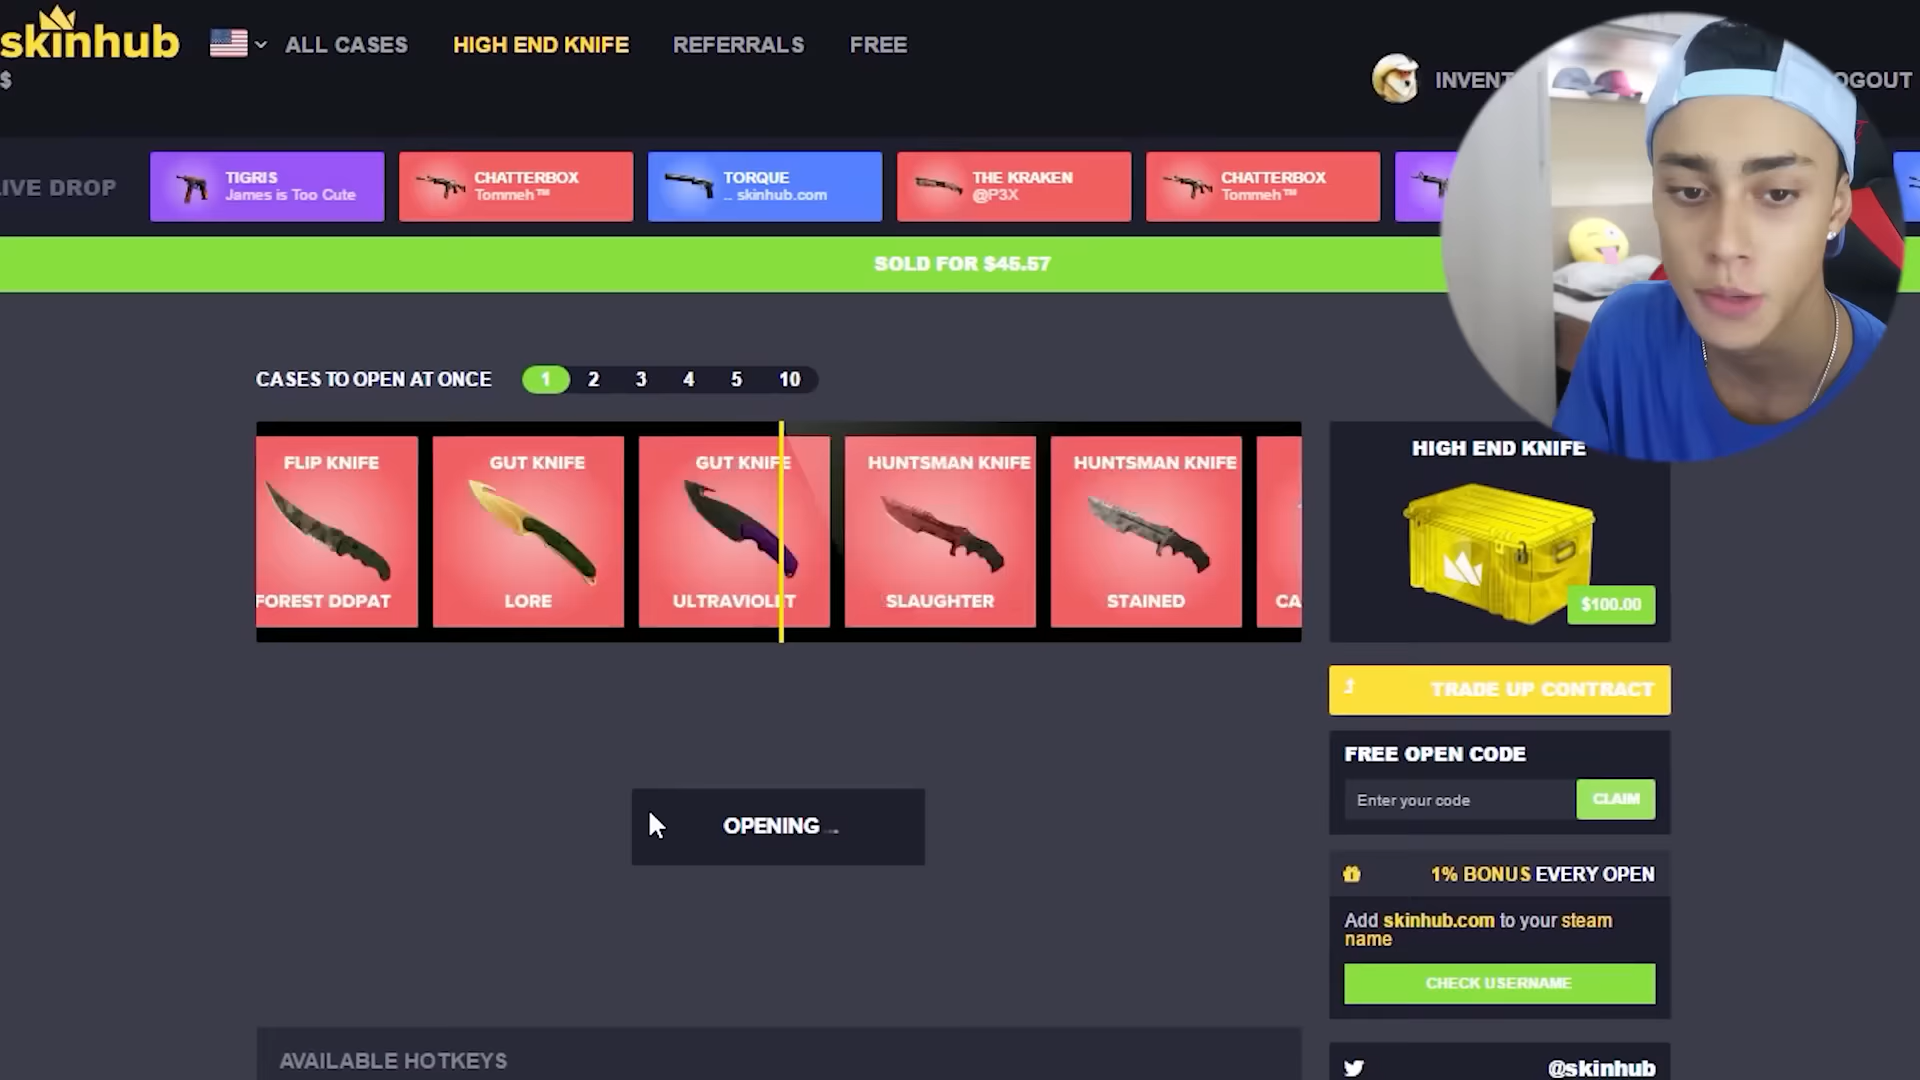 skinhub
ALL CASES
HIGH END KNIFE
REFERRALS
FREE
$
INVENT
OGOUT
LIVE DROP
TIGRIS
James is Too Cute
CHATTERBOX
Tommeh™
TORQUE
... skinhub.com
THE KRAKEN
@P3X
CHATTERBOX
Tommeh™
SOLD FOR $45.57
CASES TO OPEN AT ONCE
1 2 3 4 5 10
FLIP KNIFE
FOREST DDPAT
GUT KNIFE
LORE
GUT KNIFE
ULTRAVIOLET
HUNTSMAN KNIFE
SLAUGHTER
HUNTSMAN KNIFE
STAINED
CA
HIGH END KNIFE
$100.00
TRADE UP CONTRACT
FREE OPEN CODE
Enter your code
CLAIM
1% BONUS EVERY OPEN
Add skinhub.com to your steam
name
CHECK USERNAME
OPENING ...
AVAILABLE HOTKEYS
@skinhub